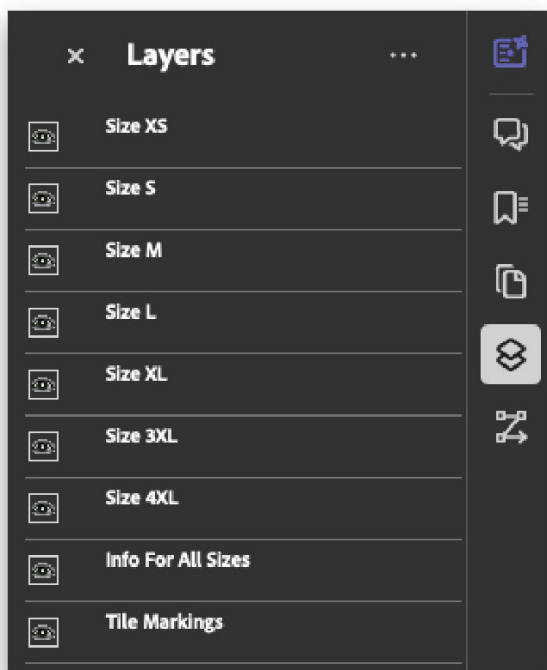 Layers
Size XS
Size S
Size M
Size L
Size XL
Size 3XL
Size 4XL
Info For All Sizes
Tile Markings